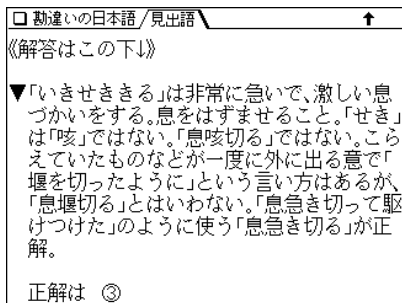 勘違いの日本語/見出語
《解答はこの下↓》
▼「いきせききる」は非常に急いで、激しい息
づかいをする。息をはずませること。「せき」
は「咳」ではない。「息咳切る」ではない。こら
えていたものなどが一度に外に出る意で「
堰を切ったように」という言い方はあるが、
「息堰切る」とはいわない。「息急き切って駆
けつけた」のように使う「息急き切る」が正
解。
正解は ③